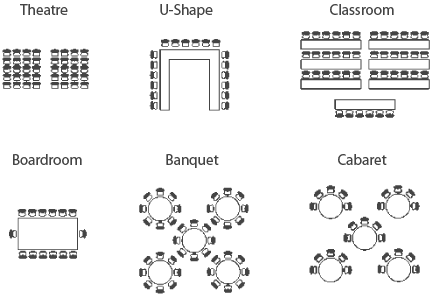 Theatre
U-Shape
Classroom
Boardroom
Banquet
Cabaret